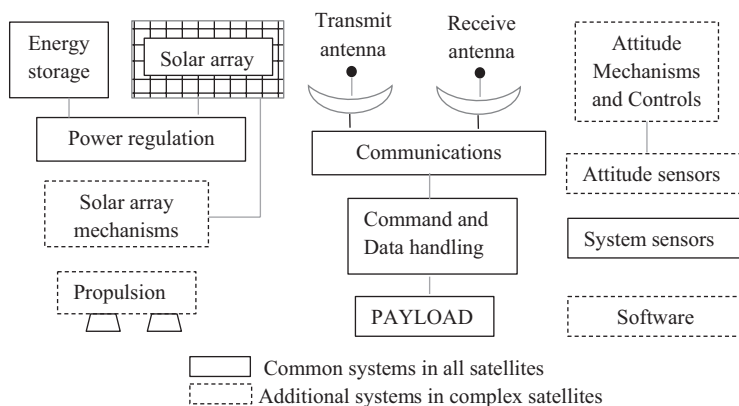 Energy
storage
Solar array
Power regulation
Solar array
mechanisms
Propulsion
Transmit
antenna
Receive
antenna
Communications
Command and
Data handling
PAYLOAD
Attitude
Mechanisms
and Controls
Attitude sensors
System sensors
Software
Common systems in all satellites
Additional systems in complex satellites